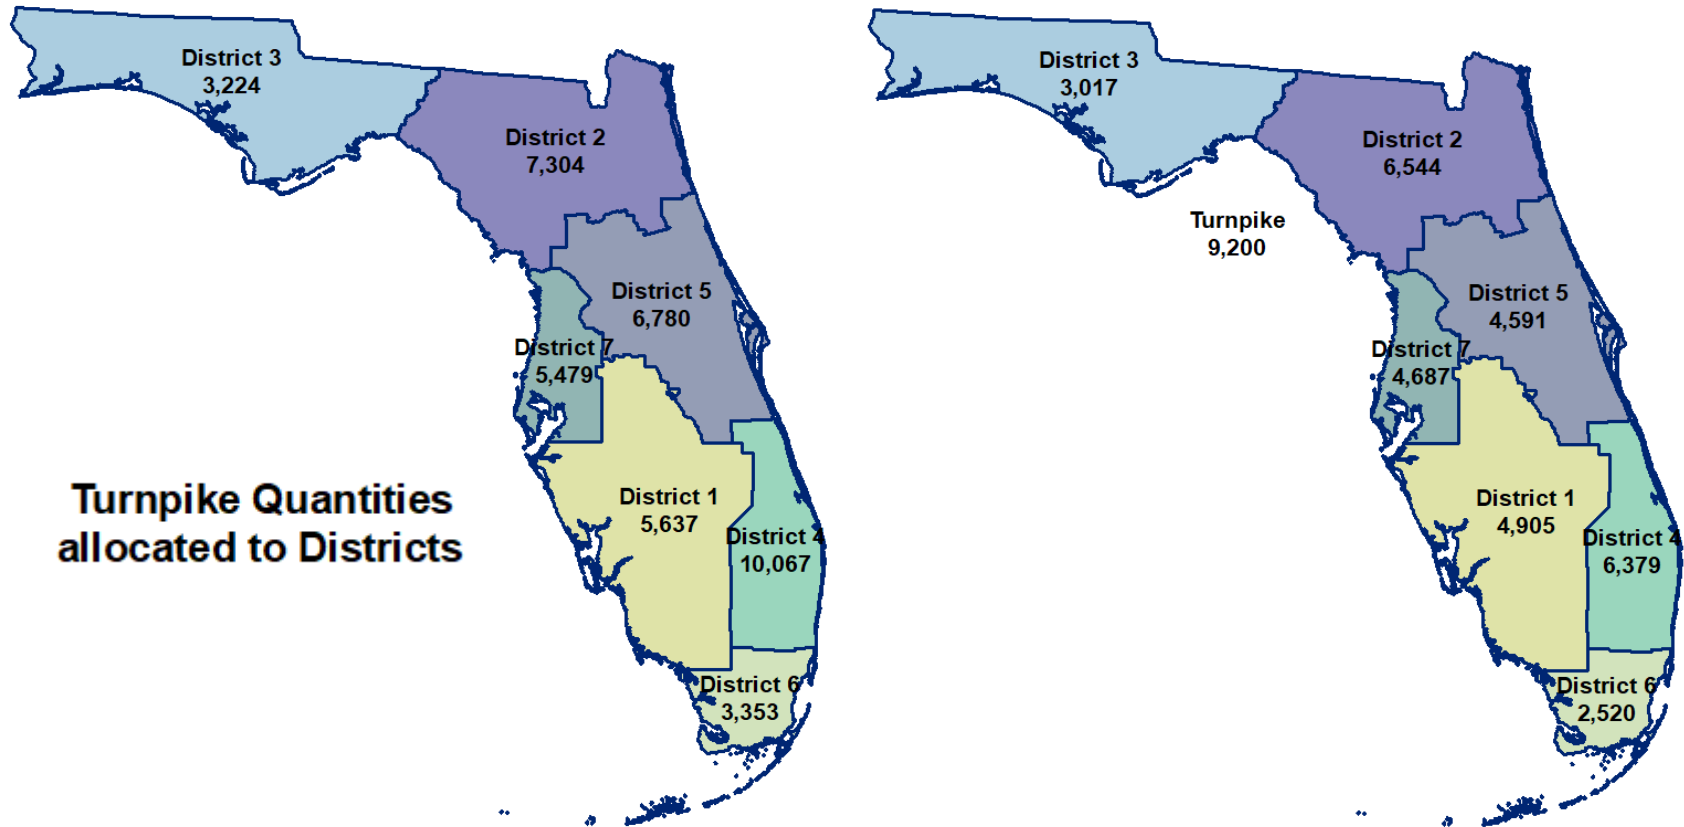 District 3
3,224
District 2
7,304
District 5
6,780
District 7
5,479
District 1
5,637
District 4
10,067
District 6
3,353
Turnpike Quantities
allocated to Districts
District 3
3,017
District 2
6,544
Turnpike
9,200
District 5
4,591
District 7
4,687
District 1
4,905
District 4
6,379
District 6
2,520